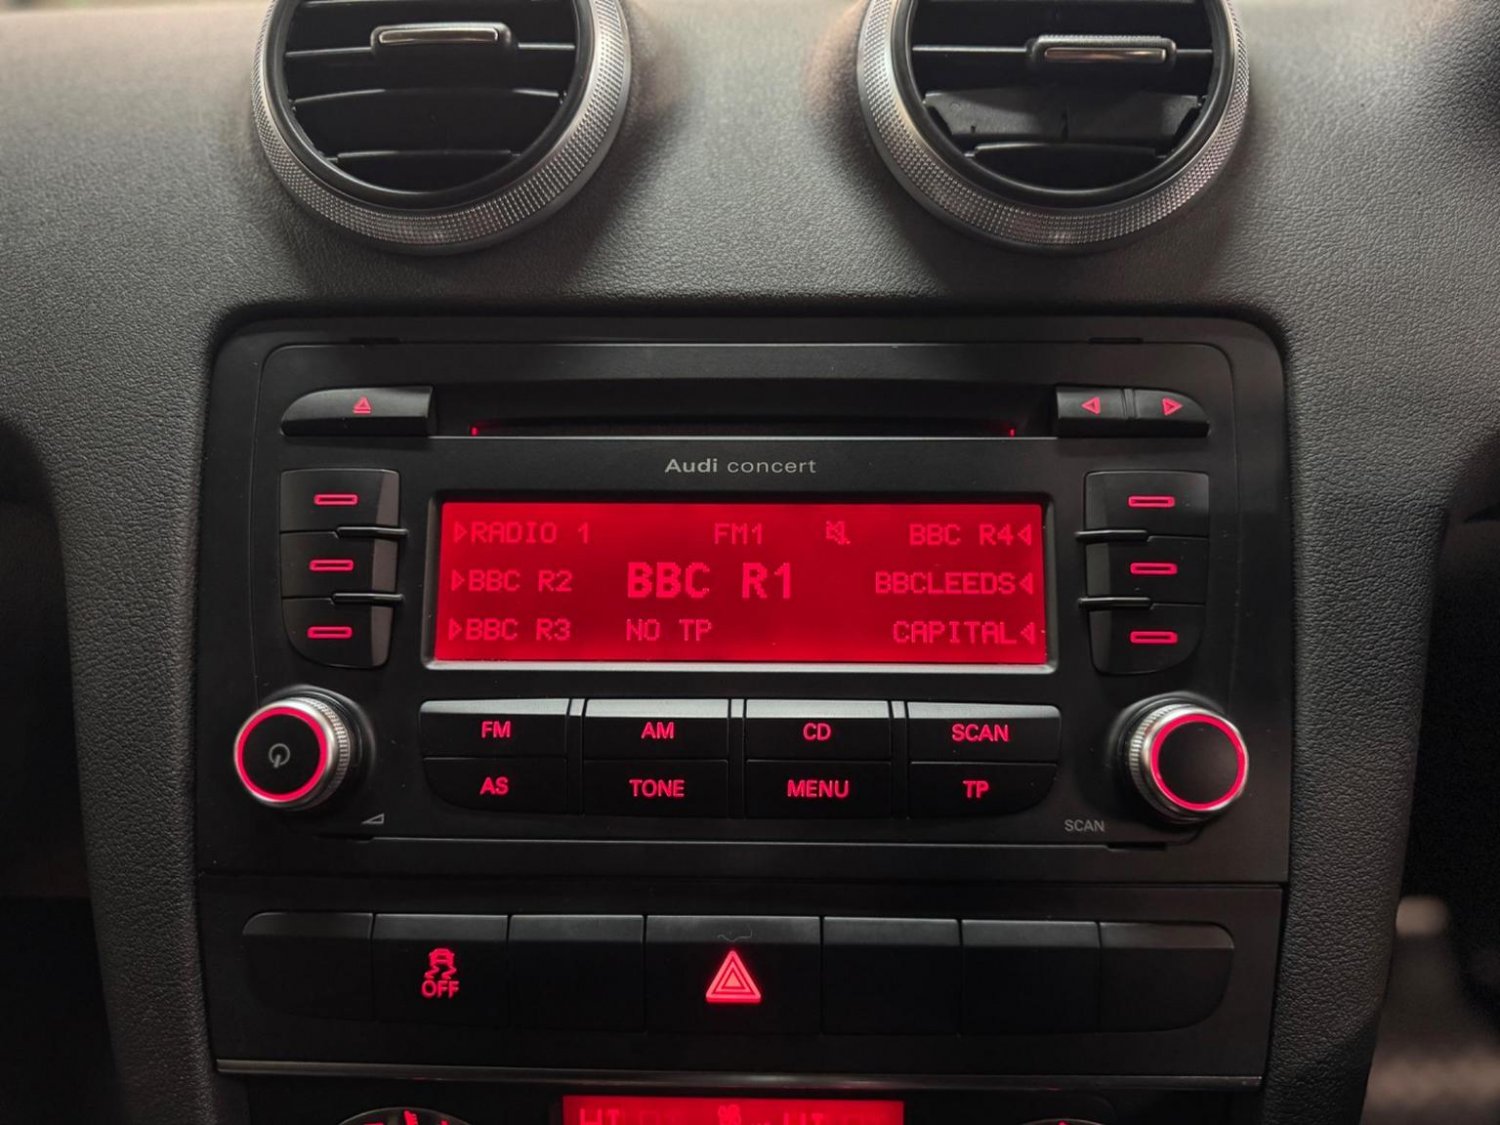 Audi concert
RADIO 1 FM1 BBC R4
BBC R2 BBC R1 BBCLEEDS
BBC R3 NO TP CAPITAL
FM AM CD SCAN
AS TONE MENU TP
SCAN
OFF